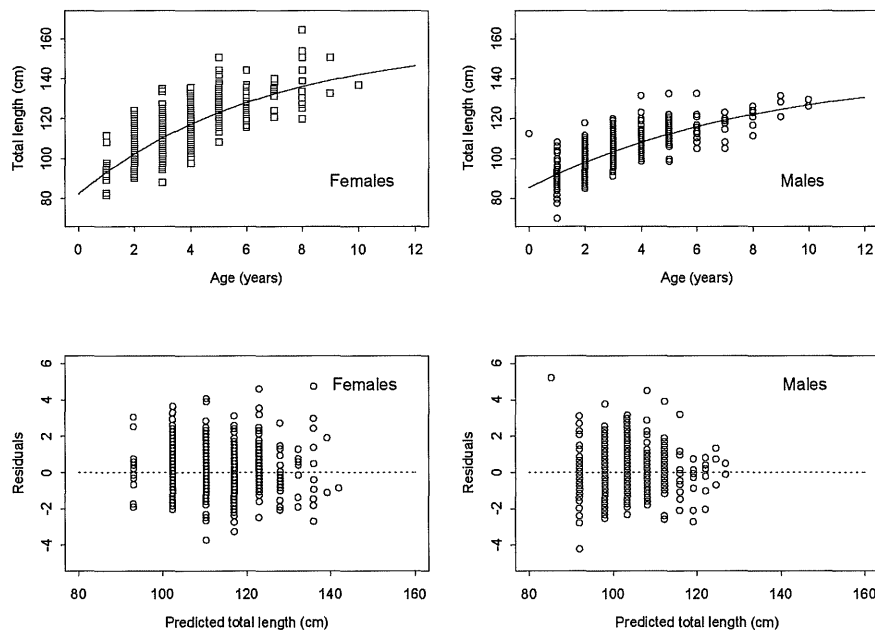 Total length (cm)
160
140
120
100
80
Females
0 2 4 6 8 10 12
Age (years)
Total length (cm)
160
140
120
100
80
Males
0 2 4 6 8 10 12
Age (years)
Residuals
6
4
2
0
-2
-4
Females
80 100 120 140 160
Predicted total length (cm)
Residuals
6
4
2
0
-2
-4
Males
80 100 120 140 160
Predicted total length (cm)